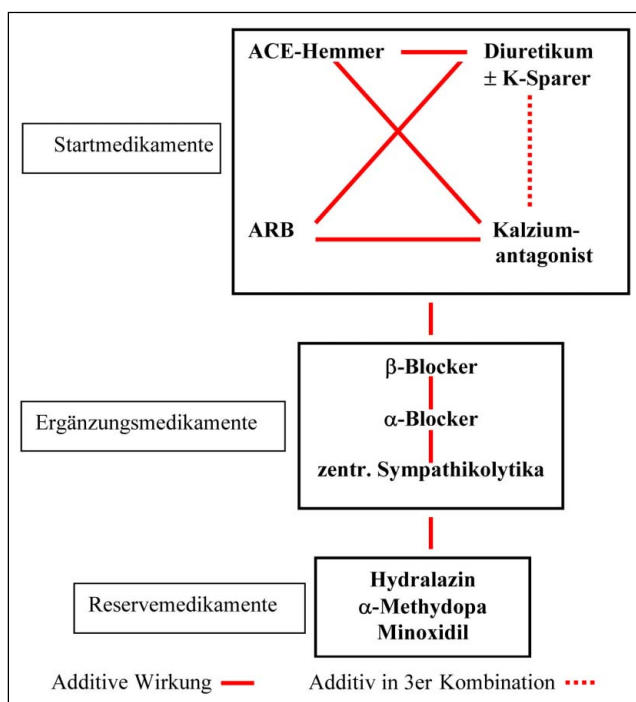 ACE-Hemmer
Diuretikum
± K-Sparer
Startmedikamente
ARB
Kalzium-
antagonist
β-Blocker
Ergänzungsmedikamente
α-Blocker
zentr. Sympathikolytika
Hydralazin
Reservemedikamente
α-Methydopa
Minoxidil
Additive Wirkung
Additiv in 3er Kombination